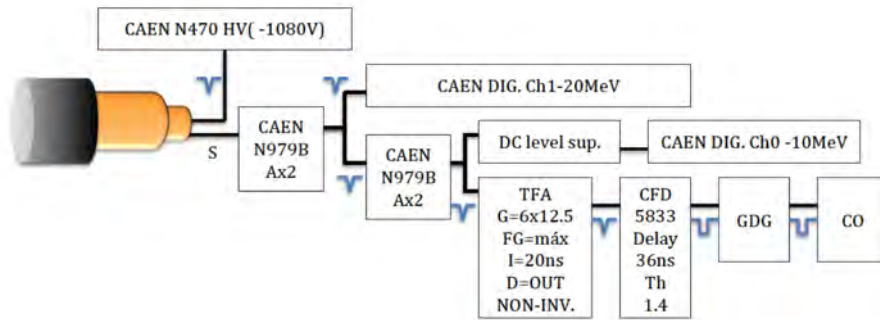 CAEN N470 HV( -1080V)
CAEN DIG. Ch1-20MeV
S
CAEN
N979B
Ax2
CAEN
N979B
Ax2
DC level sup.
CAEN DIG. Ch0 -10MeV
TFA
G=6x12.5
FG=máx
I=20ns
D=OUT
NON-INV.
CFD
5833
Delay
36ns
Th
1.4
GDG
CO